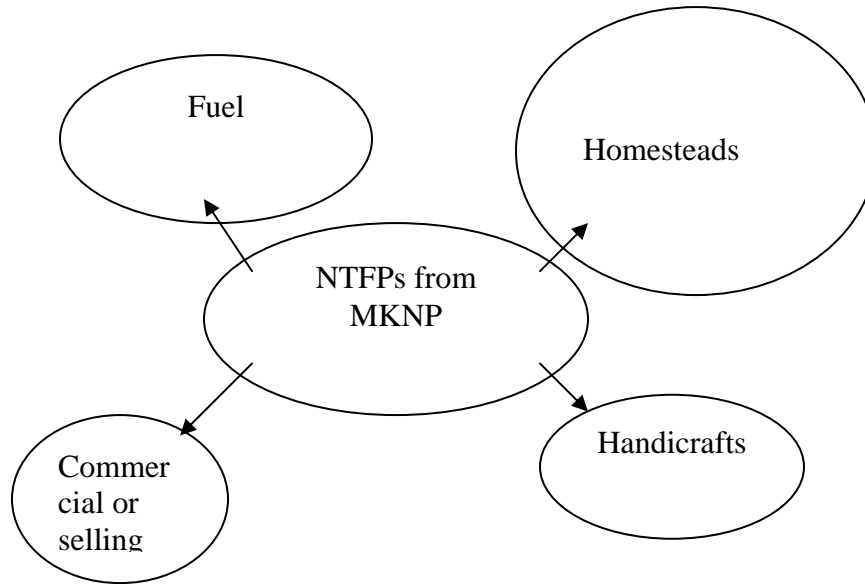 Fuel
Homesteads
NTFPs from
MKNP
Handicrafts
Commer
cial or
selling